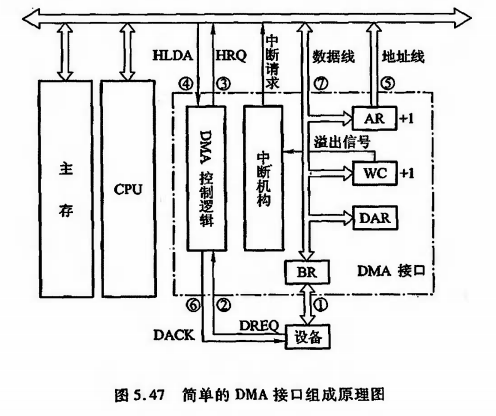 HLDA
HRQ
中断请求
数据线
地址线
④
③
⑦
⑤
主存
CPU
DMA 控制逻辑
中断机构
AR
+1
溢出信号
WC
+1
DAR
BR
DMA 接口
⑥
②
①
DACK
DREQ
设备
图 5.47 简单的 DMA 接口组成原理图